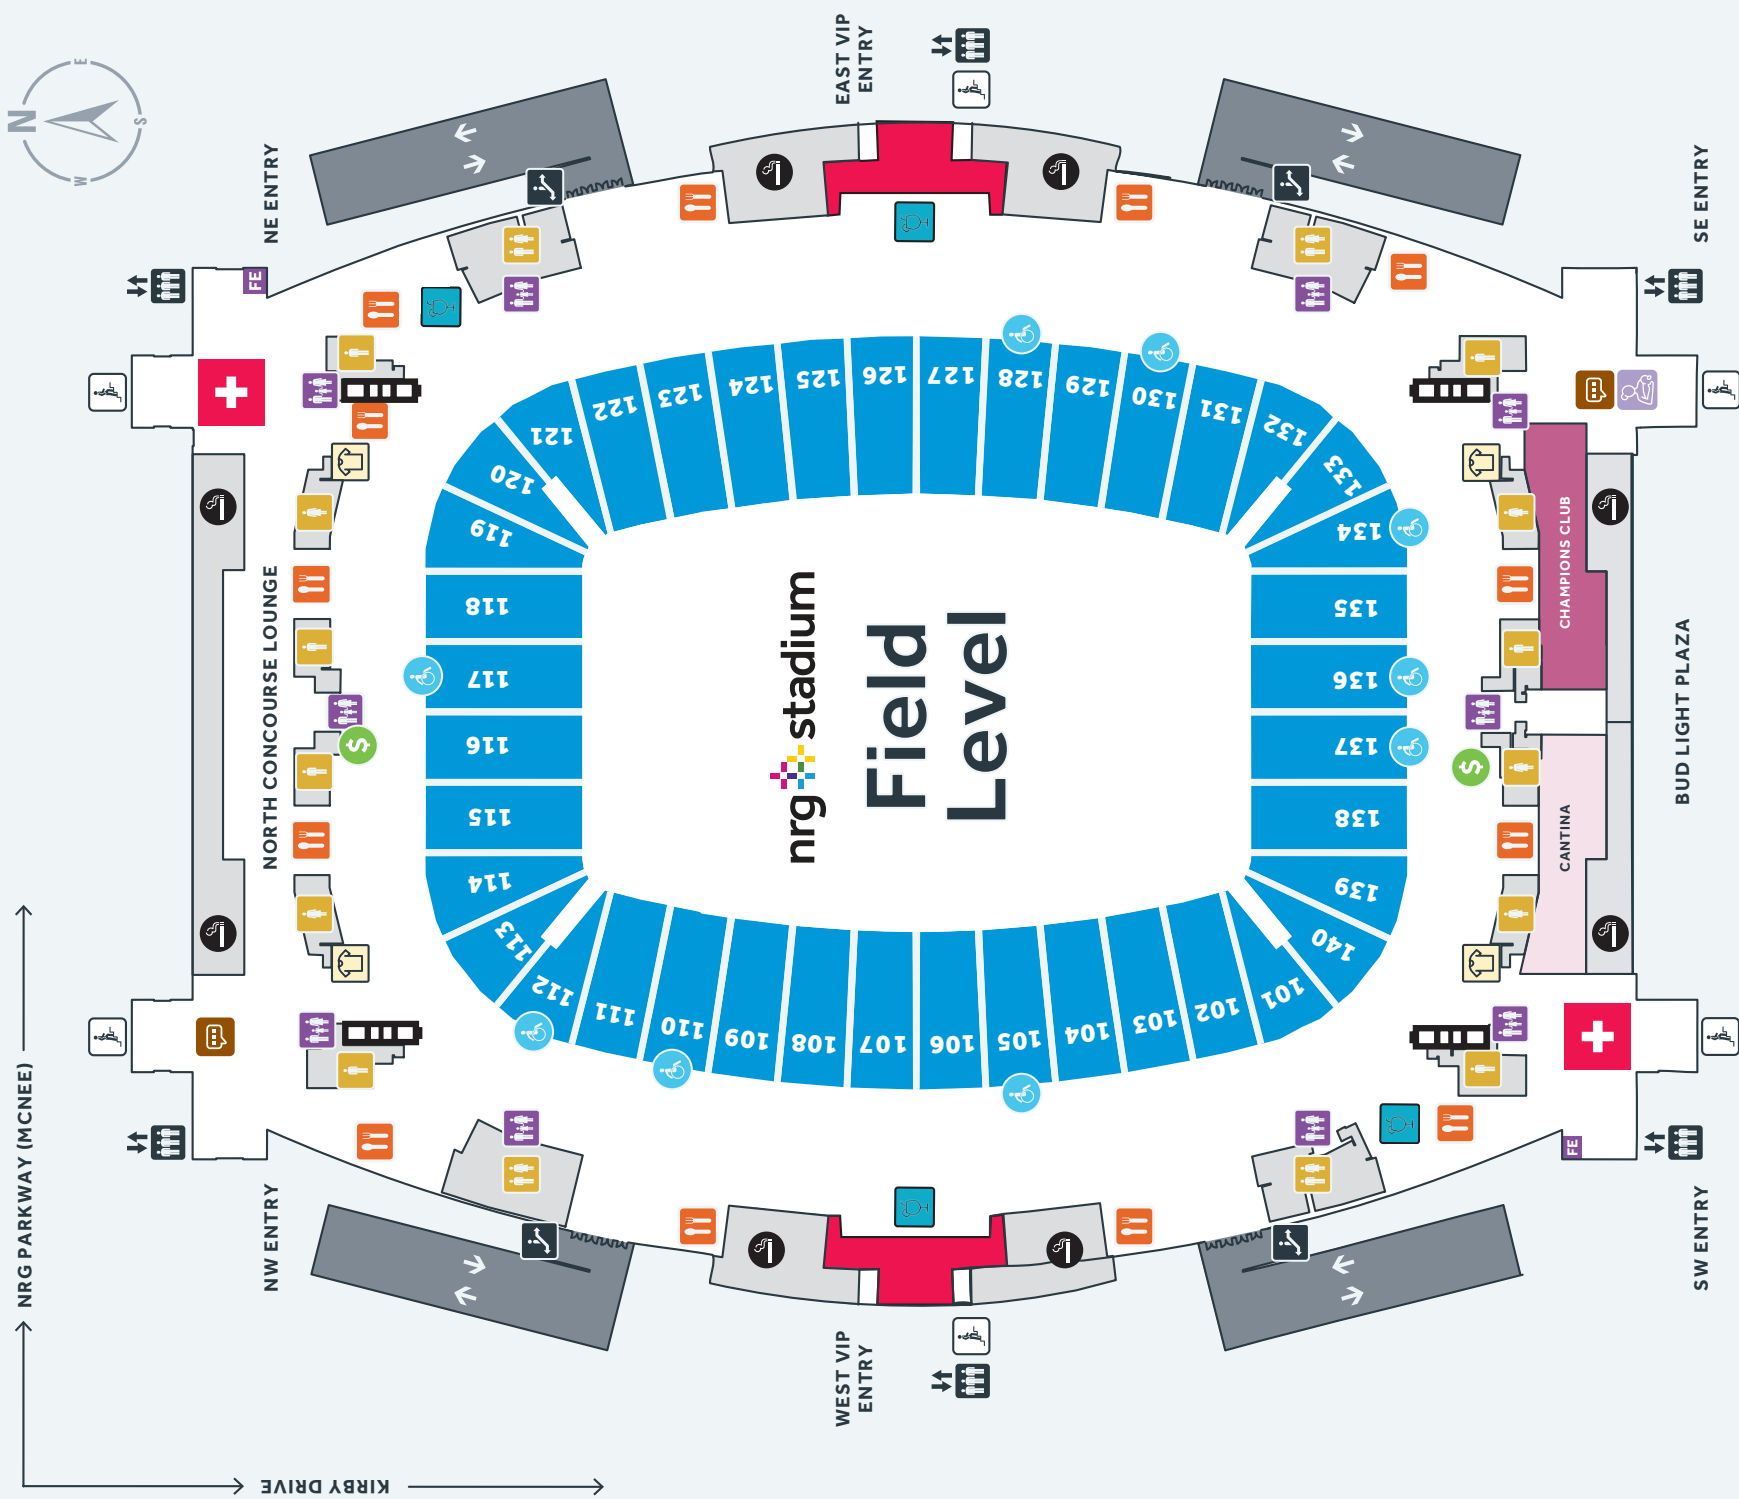 EAST VIP
ENTRY
N
E
S
W
NE ENTRY
SE ENTRY
FE
121
122
123
124
125
126
127
128
129
130
131
132
120
133
119
134
118
135
117
136
116
137
115
138
114
139
113
140
112
111
110
109
108
107
106
105
104
103
102
101
nrg stadium
Field
Level
NORTH CONCOURSE LOUNGE
CHAMPIONS CLUB
CANTINA
BUD LIGHT PLAZA
$
$
FE
NW ENTRY
SW ENTRY
WEST VIP
ENTRY
NRG PARKWAY (MCNEE)
KIRBY DRIVE